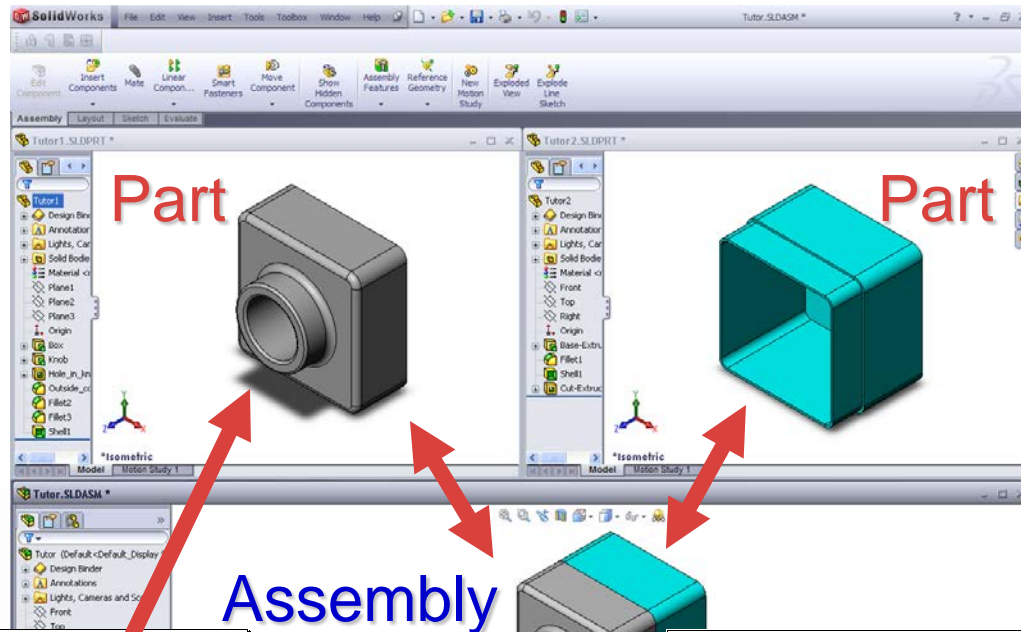 SolidWorks File Edit View Insert Tools Toolbox Window Help Tutor.SLDASM *
Edit Component
Insert Components
Mate
Linear Compon...
Smart Fasteners
Move Component
Show Hidden Components
Assembly Features
Reference Geometry
New Motion Study
Exploded View
Explode Line Sketch
Assembly Layout Sketch Evaluate
Tutor1.SLDPRT *
Tutor1
Design Bin
Annotation
Lights, Car
Solid Bodie
Material <n
Plane1
Plane2
Plane3
Origin
Box
Knob
Hole_in_kn
Outside_co
Fillet2
Fillet3
Shell1
Part
*Isometric
Model Motion Study 1
Tutor2.SLDPRT *
Tutor2
Design Bin
Annotation
Lights, Car
Solid Bodie
Material <n
Front
Top
Right
Origin
Base-Extru
Fillet1
Shell1
Cut-Extruc
Part
*Isometric
Model Motion Study 1
Tutor.SLDASM *
Tutor (Default<Default_Display
Design Binder
Annotations
Lights, Cameras and Sc
Front
Top
Assembly